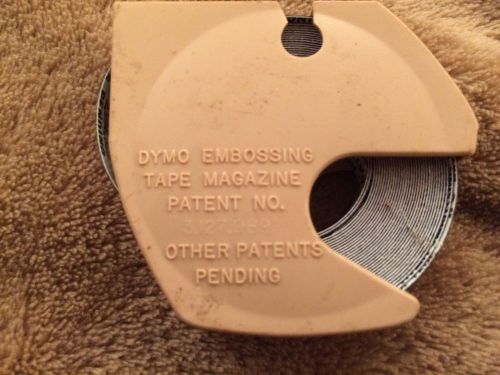 DYMO EMBOSSING
TAPE MAGAZINE
PATENT NO.
OTHER PATENTS
PENDING